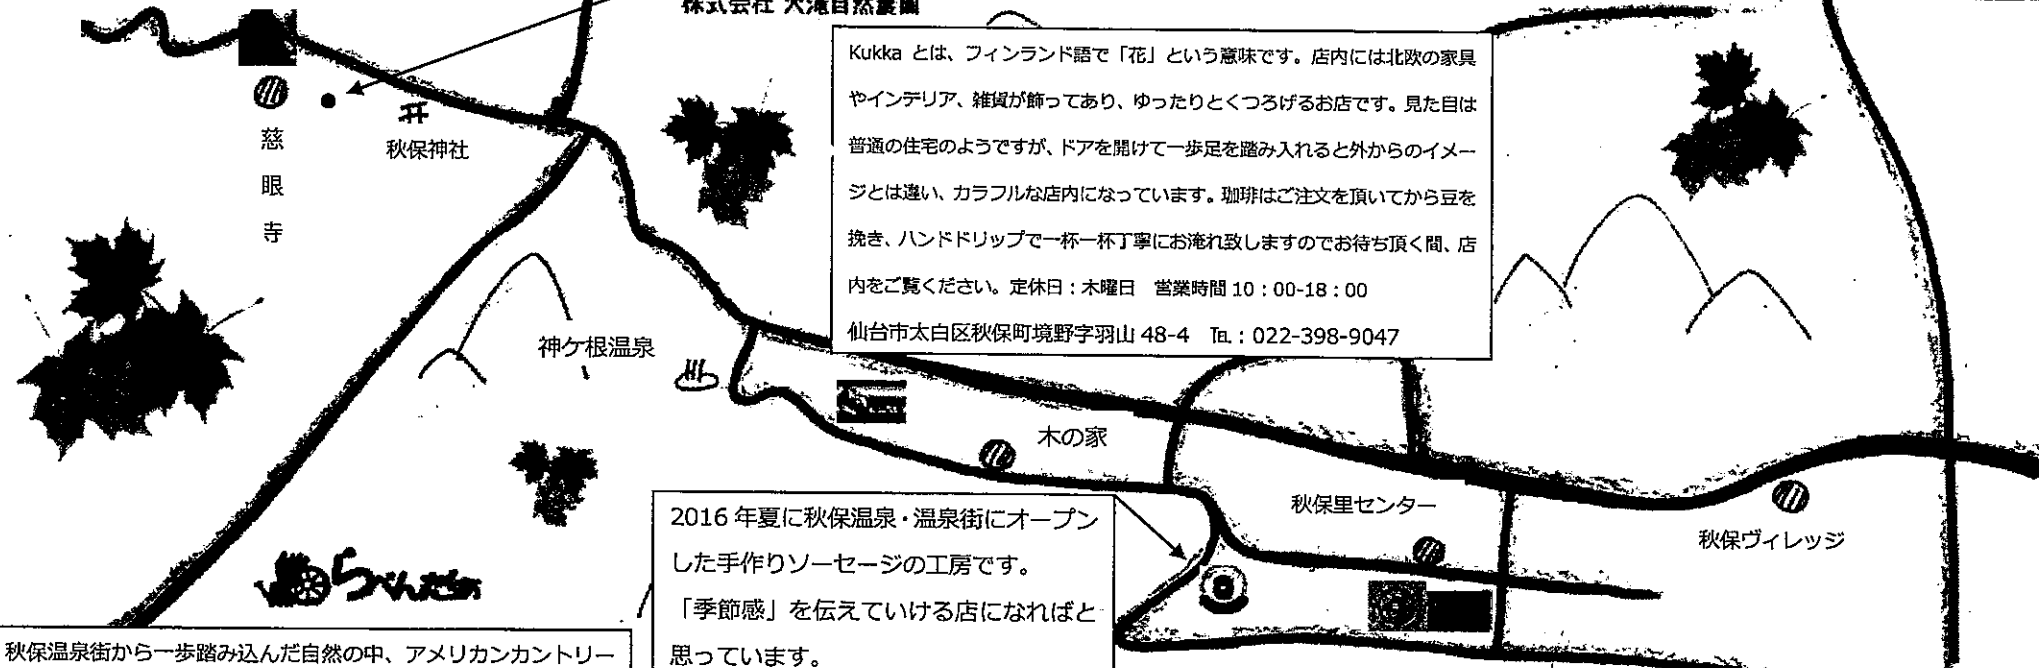 株式会社 大滝自然農園
Kukka とは、フィンランド語で「花」という意味です。店内には北欧の家具
やインテリア、雑貨が飾ってあり、ゆったりとくつろげるお店です。見た目は
普通の住宅のようですが、ドアを開けて一歩足を踏み入れると外からのイメー
ジとは違い、カラフルな店内になっています。珈琲はご注文を頂いてから豆を
挽き、ハンドドリップで一杯一杯丁寧にお淹れ致しますのでお待ち頂く間、店
内をご覧ください。定休日：木曜日　営業時間 10：00-18：00
仙台市太白区秋保町境野字羽山 48-4　℡：022-398-9047
慈眼寺
秋保神社
神ケ根温泉
木の家
秋保里センター
秋保ヴィレッジ
らべんだぁ
2016 年夏に秋保温泉・温泉街にオープン
した手作りソーセージの工房です。
「季節感」を伝えていける店になればと
思っています。
秋保温泉街から一歩踏み込んだ自然の中、アメリカンカントリー